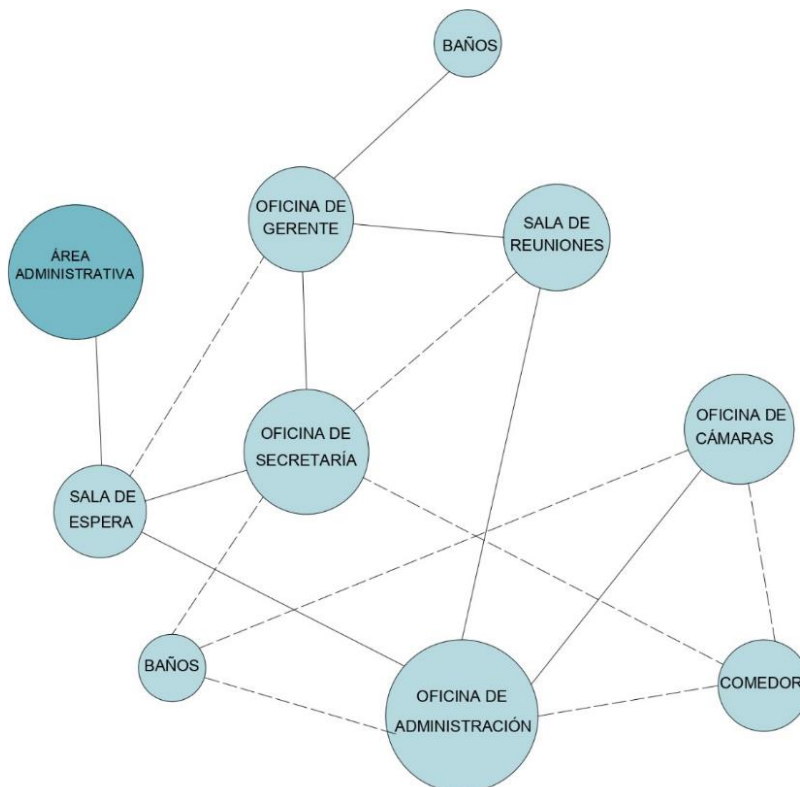 BAÑOS
OFICINA DE
GERENTE
SALA DE
REUNIONES
ÁREA
ADMINISTRATIVA
OFICINA DE
CÁMARAS
OFICINA DE
SECRETARÍA
SALA DE
ESPERA
BAÑOS
OFICINA DE
ADMINISTRACIÓN
COMEDOR